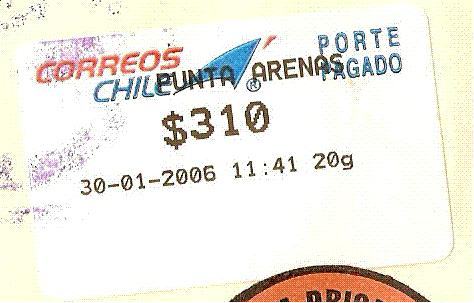 CORREOS
CHILE
PORTE
PAGADO
PUNTA ARENAS
®
$310
30-01-2006 11:41 20g